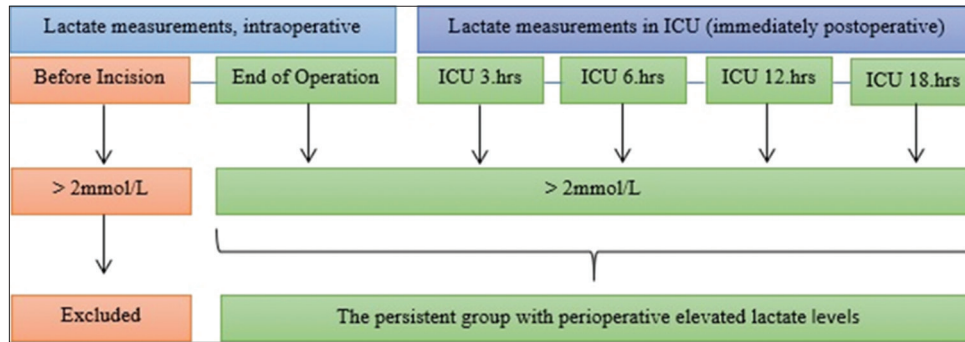 Lactate measurements, intraoperative
Lactate measurements in ICU (immediately postoperative)
Before Incision
End of Operation
ICU 3.hrs
ICU 6.hrs
ICU 12.hrs
ICU 18.hrs
> 2mmol/L
> 2mmol/L
Excluded
The persistent group with perioperative elevated lactate levels